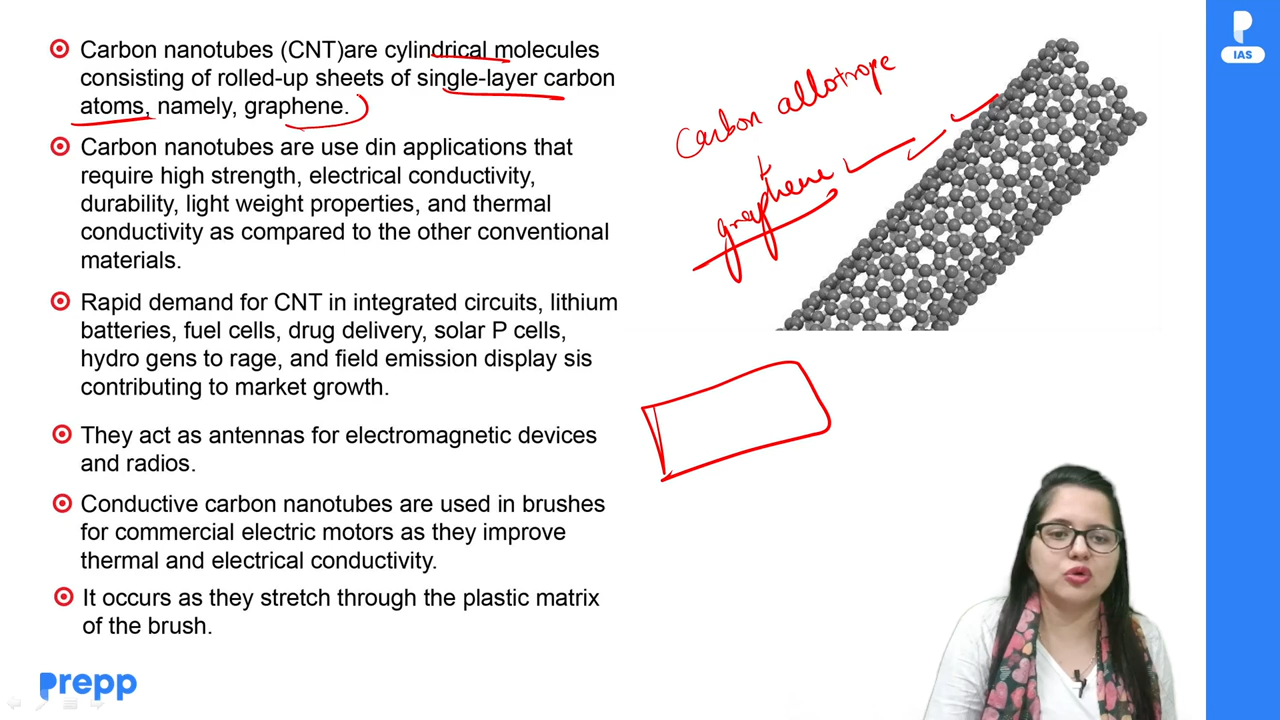 Carbon nanotubes (CNT)are cylindrical molecules
consisting of rolled-up sheets of single-layer carbon
atoms, namely, graphene.
Carbon nanotubes are use din applications that
require high strength, electrical conductivity,
durability, light weight properties, and thermal
conductivity as compared to the other conventional
materials.
Rapid demand for CNT in integrated circuits, lithium
batteries, fuel cells, drug delivery, solar P cells,
hydro gens to rage, and field emission display sis
contributing to market growth.
They act as antennas for electromagnetic devices
and radios.
Conductive carbon nanotubes are used in brushes
for commercial electric motors as they improve
thermal and electrical conductivity.
It occurs as they stretch through the plastic matrix
of the brush.
prepp
Carbon allotrope
graphene
IAS